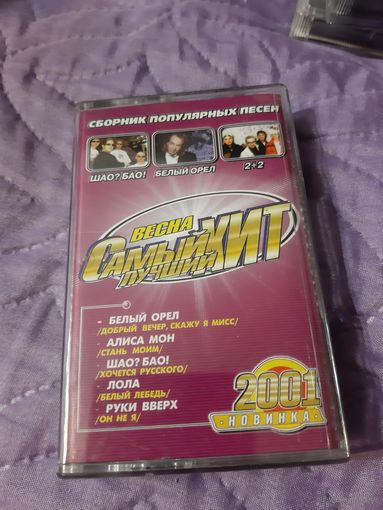 СБОРНИК ПОПУЛЯРНЫХ ПЕСЕН
ШАО? БАО! БЕЛЫЙ ОРЕЛ 2+2
ВЕСНА
САМЫЙ ХИТ
ЛУЧШИЙ
- БЕЛЫЙ ОРЕЛ
/ДОБРЫЙ ВЕЧЕР, СКАЖУ Я МИСС/
- АЛИСА МОН
/СТАНЬ МОИМ/
- ШАО? БАО!
/ХОЧЕТСЯ РУССКОГО/
- ЛОЛА
/БЕЛЫЙ ЛЕБЕДЬ/
- РУКИ ВВЕРХ
/ОН НЕ Я/
2001
НОВИНКА